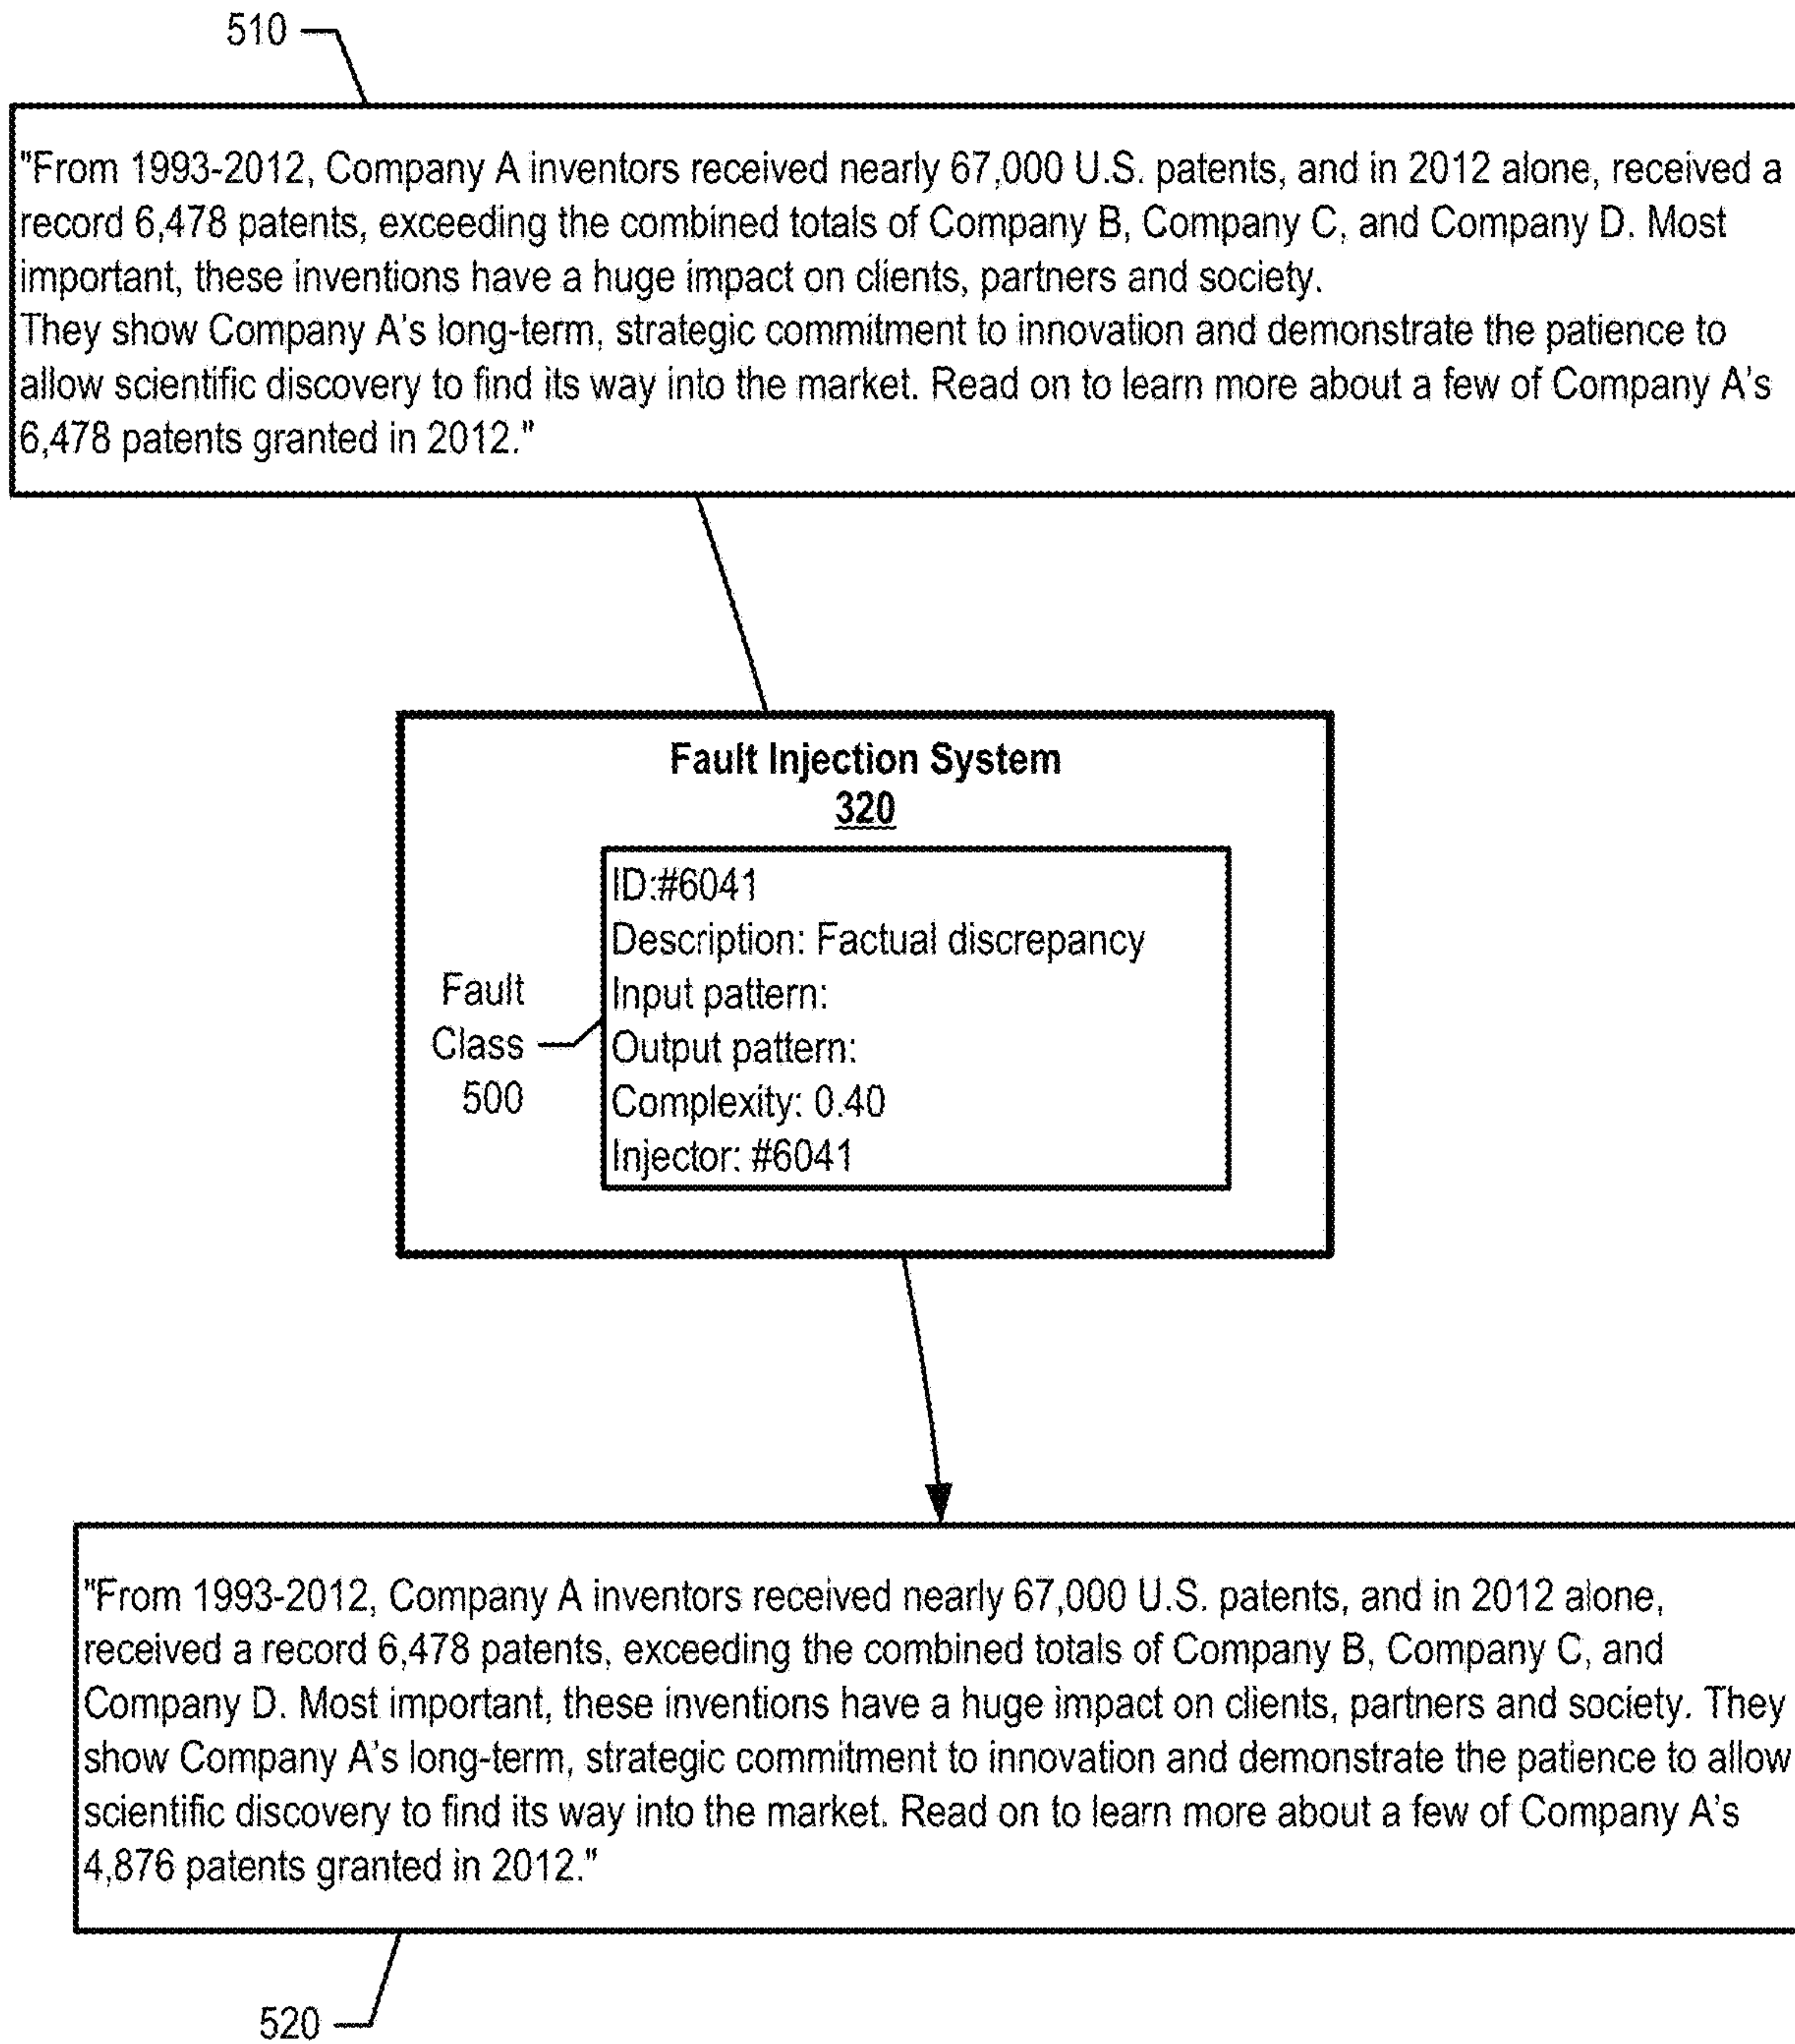 510
"From 1993-2012, Company A inventors received nearly 67,000 U.S. patents, and in 2012 alone, received a
record 6,478 patents, exceeding the combined totals of Company B, Company C, and Company D. Most
important, these inventions have a huge impact on clients, partners and society.
They show Company A's long-term, strategic commitment to innovation and demonstrate the patience to
allow scientific discovery to find its way into the market. Read on to learn more about a few of Company A's
6,478 patents granted in 2012."
Fault Injection System
320
ID:#6041
Description: Factual discrepancy
Input pattern:
Output pattern:
Complexity: 0.40
Injector: #6041
Fault
Class
500
"From 1993-2012, Company A inventors received nearly 67,000 U.S. patents, and in 2012 alone,
received a record 6,478 patents, exceeding the combined totals of Company B, Company C, and
Company D. Most important, these inventions have a huge impact on clients, partners and society. They
show Company A's long-term, strategic commitment to innovation and demonstrate the patience to allow
scientific discovery to find its way into the market. Read on to learn more about a few of Company A's
4,876 patents granted in 2012."
520